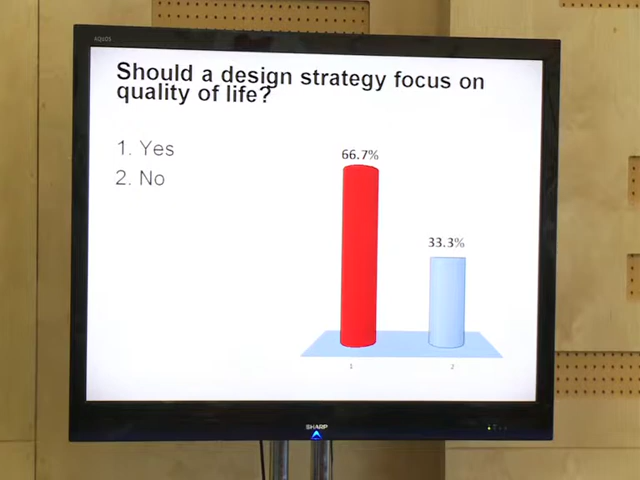 Should a design strategy focus on
quality of life?
1. Yes
2. No
66.7%
33.3%
1
2
SHARP